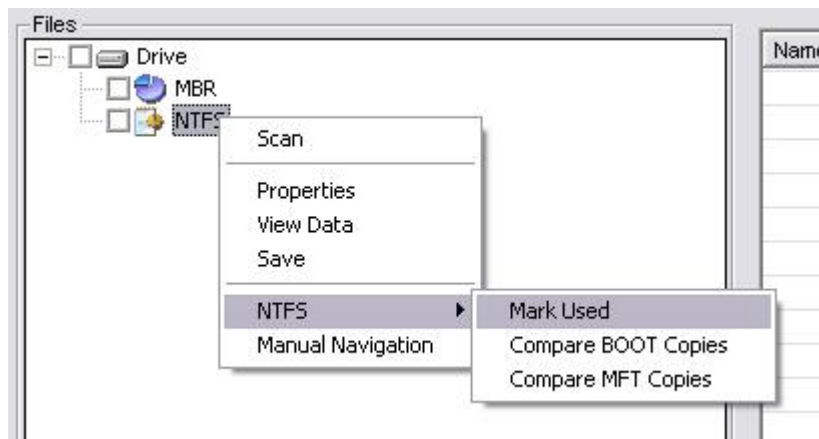 Files
Drive
MBR
NTFS
Scan
Properties
View Data
Save
NTFS
Manual Navigation
Mark Used
Compare BOOT Copies
Compare MFT Copies
Name